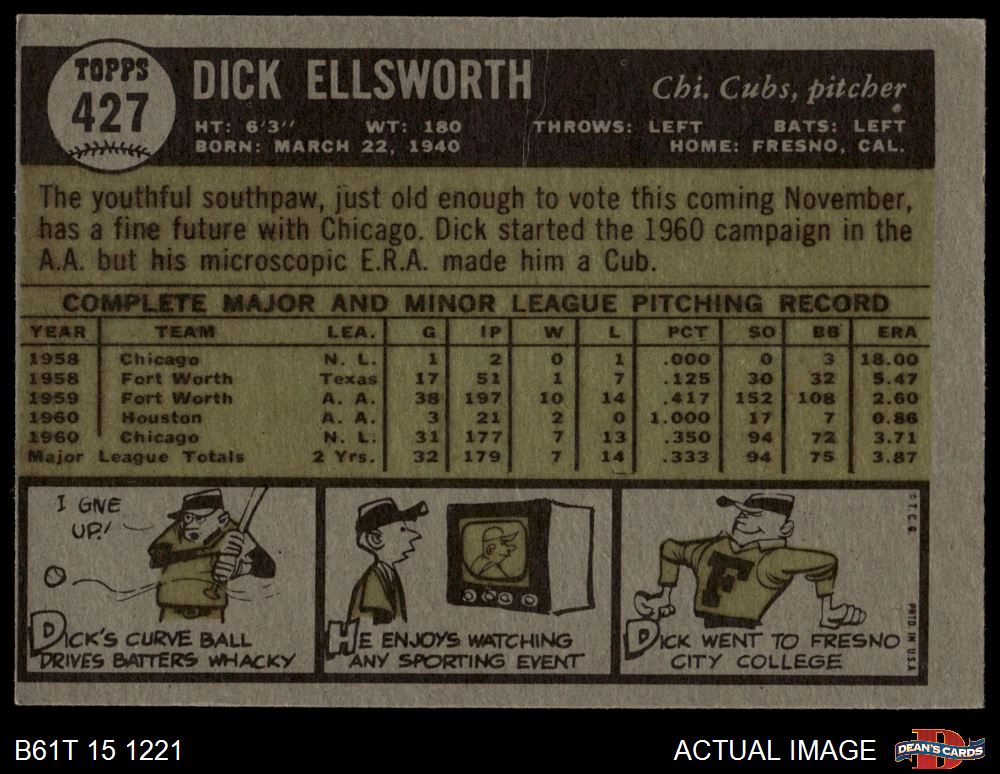 TOPPS
427
DICK ELLSWORTH
Chi. Cubs, pitcher
HT: 6'3" WT: 180 THROWS: LEFT BATS: LEFT
BORN: MARCH 22, 1940 HOME: FRESNO, CAL.
The youthful southpaw, just old enough to vote this coming November,
has a fine future with Chicago. Dick started the 1960 campaign in the
A.A. but his microscopic E.R.A. made him a Cub.
COMPLETE MAJOR AND MINOR LEAGUE PITCHING RECORD
YEAR TEAM LEA. G IP W L PCT SO BB ERA
1958 Chicago N. L. 1 2 0 1 .000 0 3 18.00
1958 Fort Worth Texas 17 51 1 7 .125 30 32 5.47
1959 Fort Worth A. A. 38 197 10 14 .417 152 108 2.60
1960 Houston A. A. 3 21 2 0 1.000 17 7 0.86
1960 Chicago N. L. 31 177 7 13 .350 94 72 3.71
Major League Totals 2 Yrs. 32 179 7 14 .333 94 75 3.87
I GIVE
UP!
DICK'S CURVE BALL
DRIVES BATTERS WHACKY
HE ENJOYS WATCHING
ANY SPORTING EVENT
F
DICK WENT TO FRESNO
CITY COLLEGE
© T.C.G.
PRTD IN U.S.A.
B61T 15 1221
ACTUAL IMAGE
D
DEAN'S CARDS